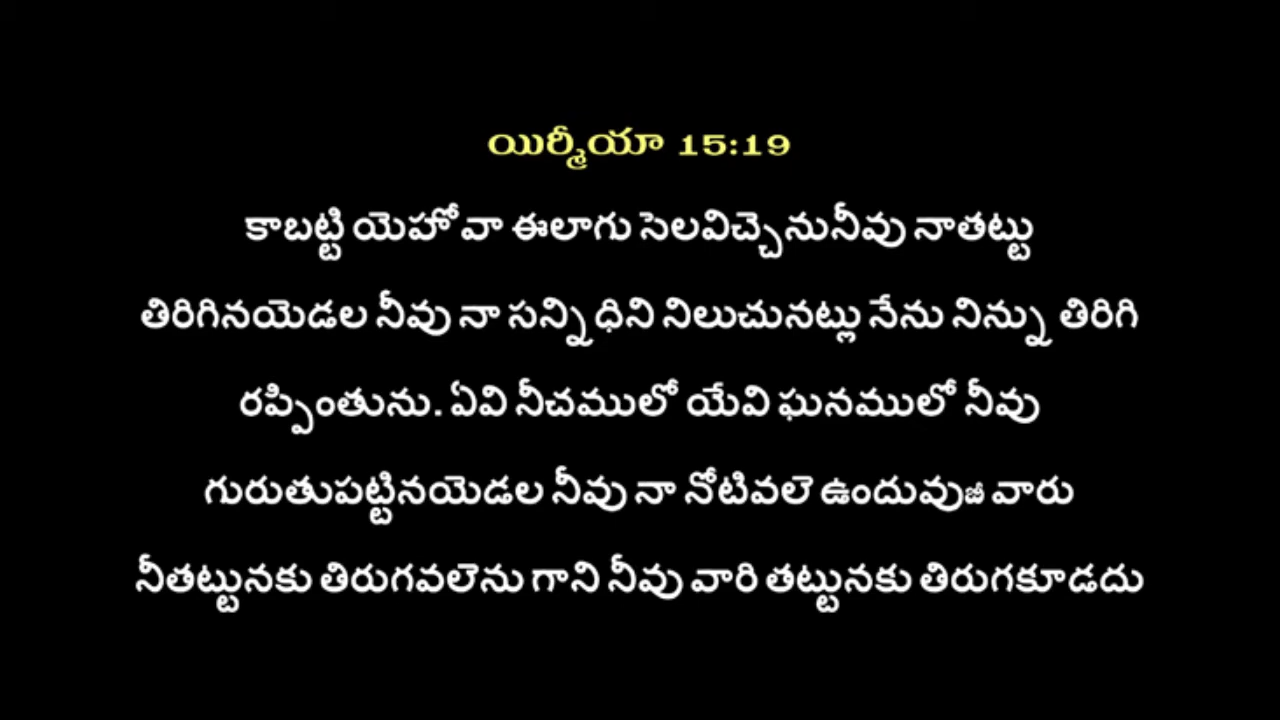 యిర్మీయా 15:19
కాబట్టి యెహోవా ఈలాగు సెలవిచ్చెనునీవు నాతట్టు
తిరిగినయెడల నీవు నా సన్నిధిని నిలుచునట్లు నేను నిన్ను తిరిగి
రప్పింతును. ఏవి నీచములో యేవి ఘనములో నీవు
గురుతుపట్టినయెడల నీవు నా నోటివలె ఉందువుజీ వారు
నీతట్టునకు తిరుగవలెను గాని నీవు వారి తట్టునకు తిరుగకూడదు